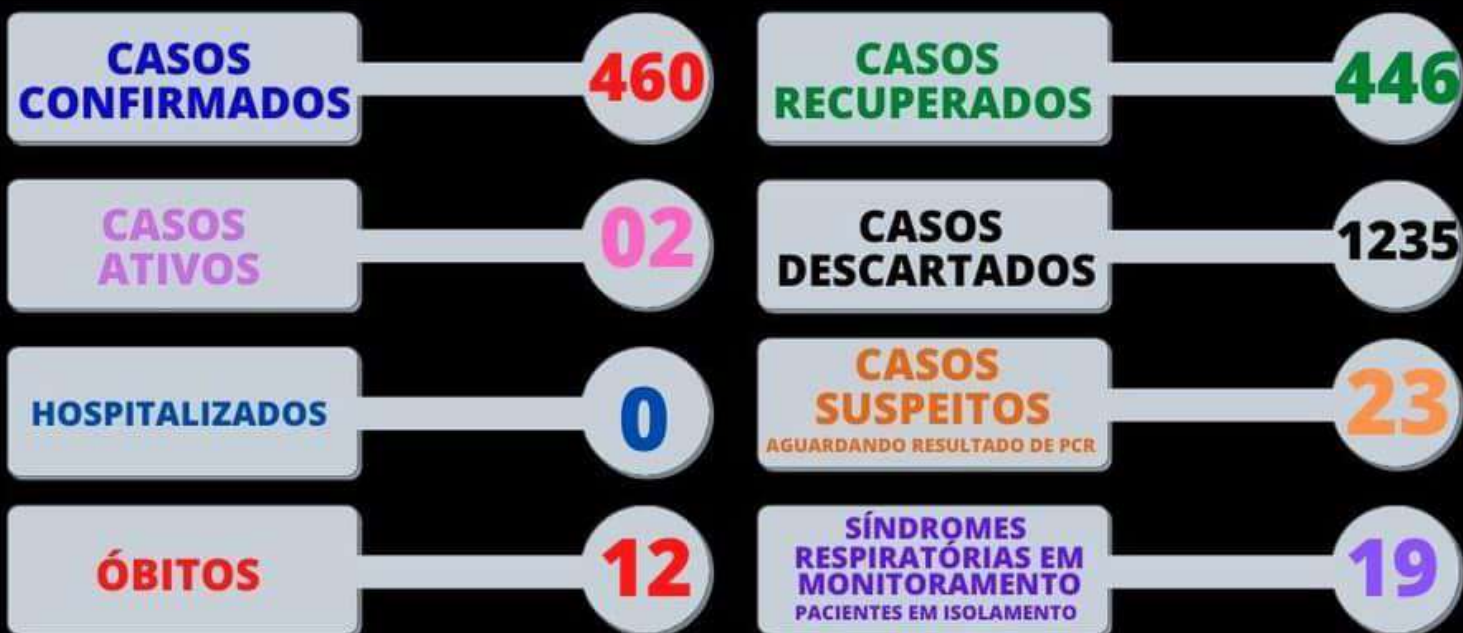 CASOS
CONFIRMADOS
460
CASOS
RECUPERADOS
446
CASOS
ATIVOS
02
CASOS
DESCARTADOS
1235
HOSPITALIZADOS
0
CASOS
SUSPEITOS
AGUARDANDO RESULTADO DE PCR
23
ÓBITOS
12
SÍNDROMES
RESPIRATÓRIAS EM
MONITORAMENTO
PACIENTES EM ISOLAMENTO
19